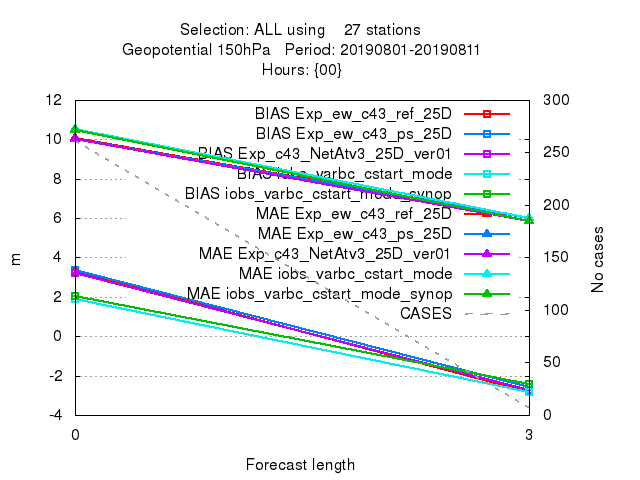 Selection: ALL using    27 stations
Geopotential 150hPa   Period: 20190801-20190811
Hours: {00}
12
10
8
6
4
2
0
-2
-4
300
250
200
150
100
50
0
m
No cases
BIAS Exp_ew_c43_ref_25D
BIAS Exp_ew_c43_ps_25D
BIAS Exp_c43_NetAtv3_25D_ver01
BIAS iobs_varbc_cstart_mode
BIAS iobs_varbc_cstart_mode_synop
MAE Exp_ew_c43_ref_25D
MAE Exp_ew_c43_ps_25D
MAE Exp_c43_NetAtv3_25D_ver01
MAE iobs_varbc_cstart_mode
MAE iobs_varbc_cstart_mode_synop
CASES
0
3
Forecast length